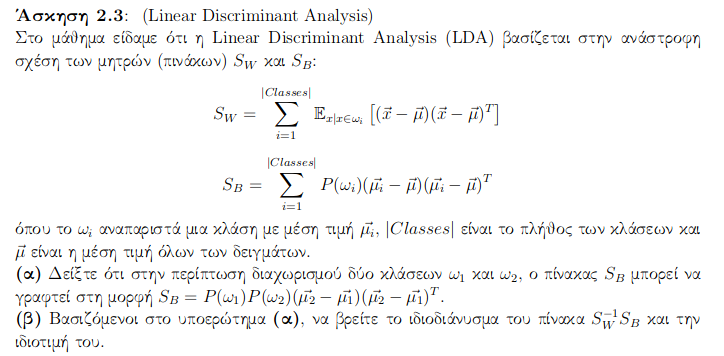 Άσκηση 2.3: (Linear Discriminant Analysis)
Στο μάθημα είδαμε ότι η Linear Discriminant Analysis (LDA) βασίζεται στην ανάστροφη
σχέση των μητρών (πινάκων) $S_W$ και $S_B$:
$$S_W = \sum_{i=1}^{|Classes|} \mathbb{E}_{x|x\in\omega_i}\left[(\vec{x}-\vec{\mu})(\vec{x}-\vec{\mu})^T\right]$$
$$S_B = \sum_{i=1}^{|Classes|} P(\omega_i)(\vec{\mu_i}-\vec{\mu})(\vec{\mu_i}-\vec{\mu})^T$$
όπου το $\omega_i$ αναπαριστά μια κλάση με μέση τιμή $\vec{\mu_i}$, $|Classes|$ είναι το πλήθος των κλάσεων και
$\vec{\mu}$ είναι η μέση τιμή όλων των δειγμάτων.
(α) Δείξτε ότι στην περίπτωση διαχωρισμού δύο κλάσεων $\omega_1$ και $\omega_2$, ο πίνακας $S_B$ μπορεί να
γραφτεί στη μορφή $S_B = P(\omega_1)P(\omega_2)(\vec{\mu_2}-\vec{\mu_1})(\vec{\mu_2}-\vec{\mu_1})^T$.
(β) Βασιζόμενοι στο υποερώτημα (α), να βρείτε το ιδιοδιάνυσμα του πίνακα $S_W^{-1}S_B$ και την
ιδιοτιμή του.